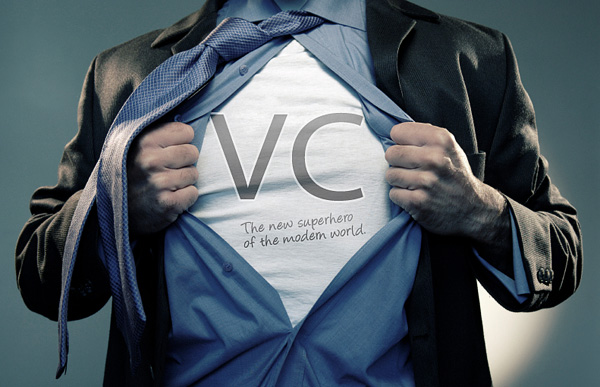 VC
The new superhero
of the modern world.